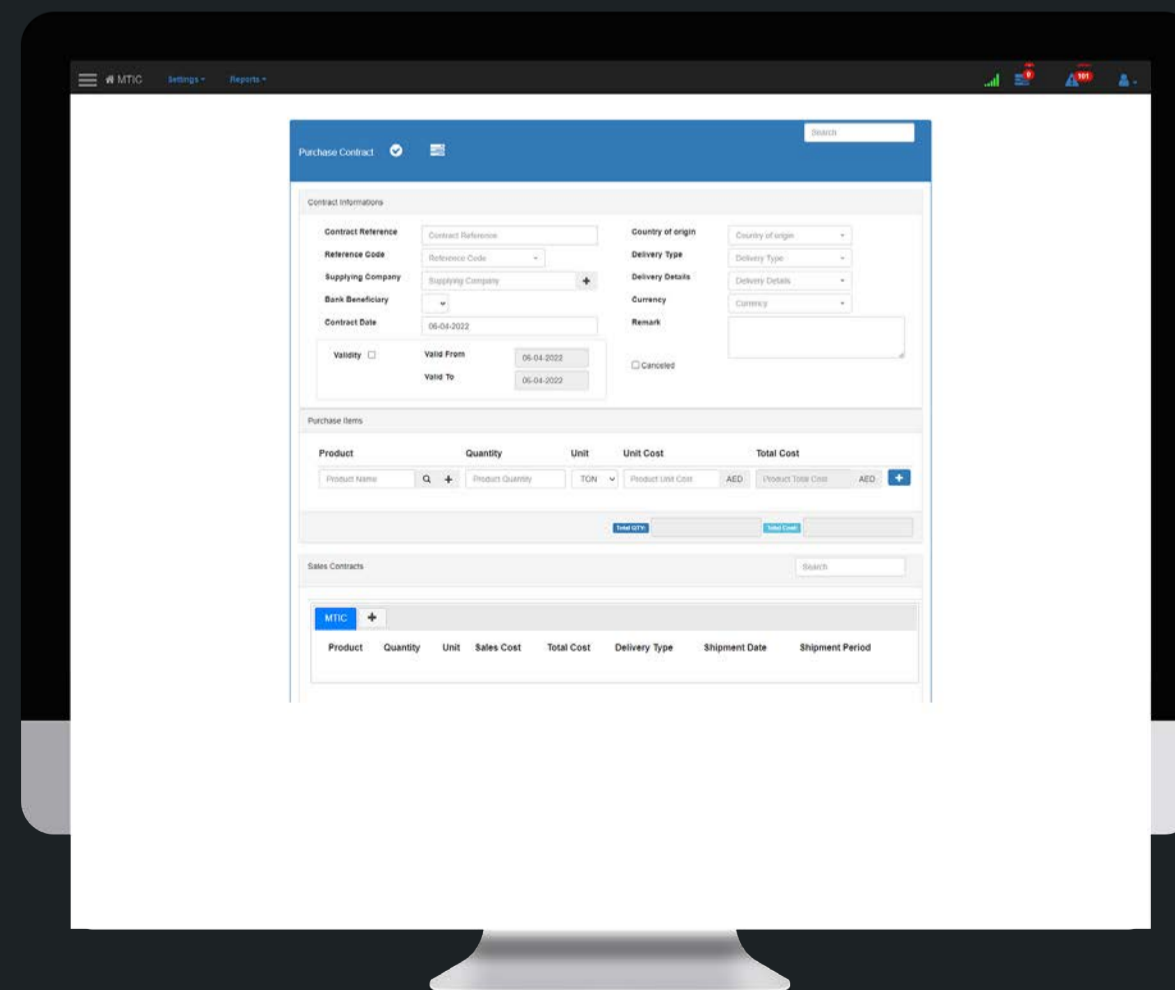 MTIC Settings Reports 0 101
Search
Purchase Contract
Contract Informations
Contract Reference Contract Reference Country of origin Country of origin
Reference Code Reference Code Delivery Type Delivery Type
Supplying Company Supplying Company Delivery Details Delivery Details
Bank Beneficiary Currency Currency
Contract Date 06-04-2022 Remark
Validity Valid From 06-04-2022
Canceled
Valid To 06-04-2022
Purchase Items
Product Quantity Unit Unit Cost Total Cost
Product Name Product Quantity TON Product Unit Cost AED Product Total Cost AED
Total QTY: Total Cost:
Sales Contracts Search
MTIC
Product Quantity Unit Sales Cost Total Cost Delivery Type Shipment Date Shipment Period